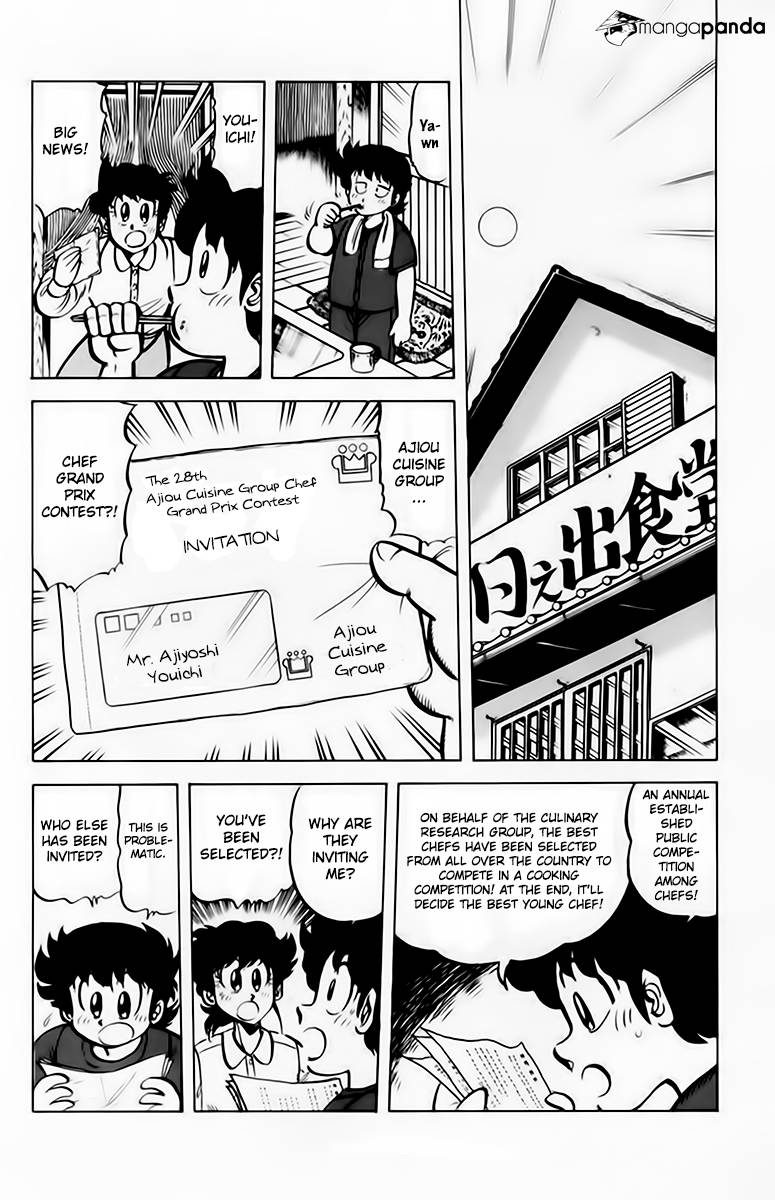 mangapanda
Ya-
wn
YOU-
ICHI!
BIG
NEWS!
日之出食堂
AJIOU
CUISINE
GROUP
...
CHEF
GRAND
PRIX
CONTEST?!
The 28th
Ajiou Cuisine Group Chef
Grand Prix Contest
INVITATION
Mr. Ajiyoshi
Youichi
Ajiou
Cuisine
Group
AN ANNUAL
ESTABLI-
SHED
PUBLIC
COMPE-
TITION
AMONG
CHEFS!
ON BEHALF OF THE CULINARY
RESEARCH GROUP, THE BEST
CHEFS HAVE BEEN SELECTED
FROM ALL OVER THE COUNTRY TO
COMPETE IN A COOKING
COMPETITION! AT THE END, IT'LL
DECIDE THE BEST YOUNG CHEF!
WHY ARE
THEY
INVITING
ME?
YOU'VE
BEEN
SELECTED?!
THIS IS
PROBLE-
MATIC.
WHO ELSE
HAS BEEN
INVITED?